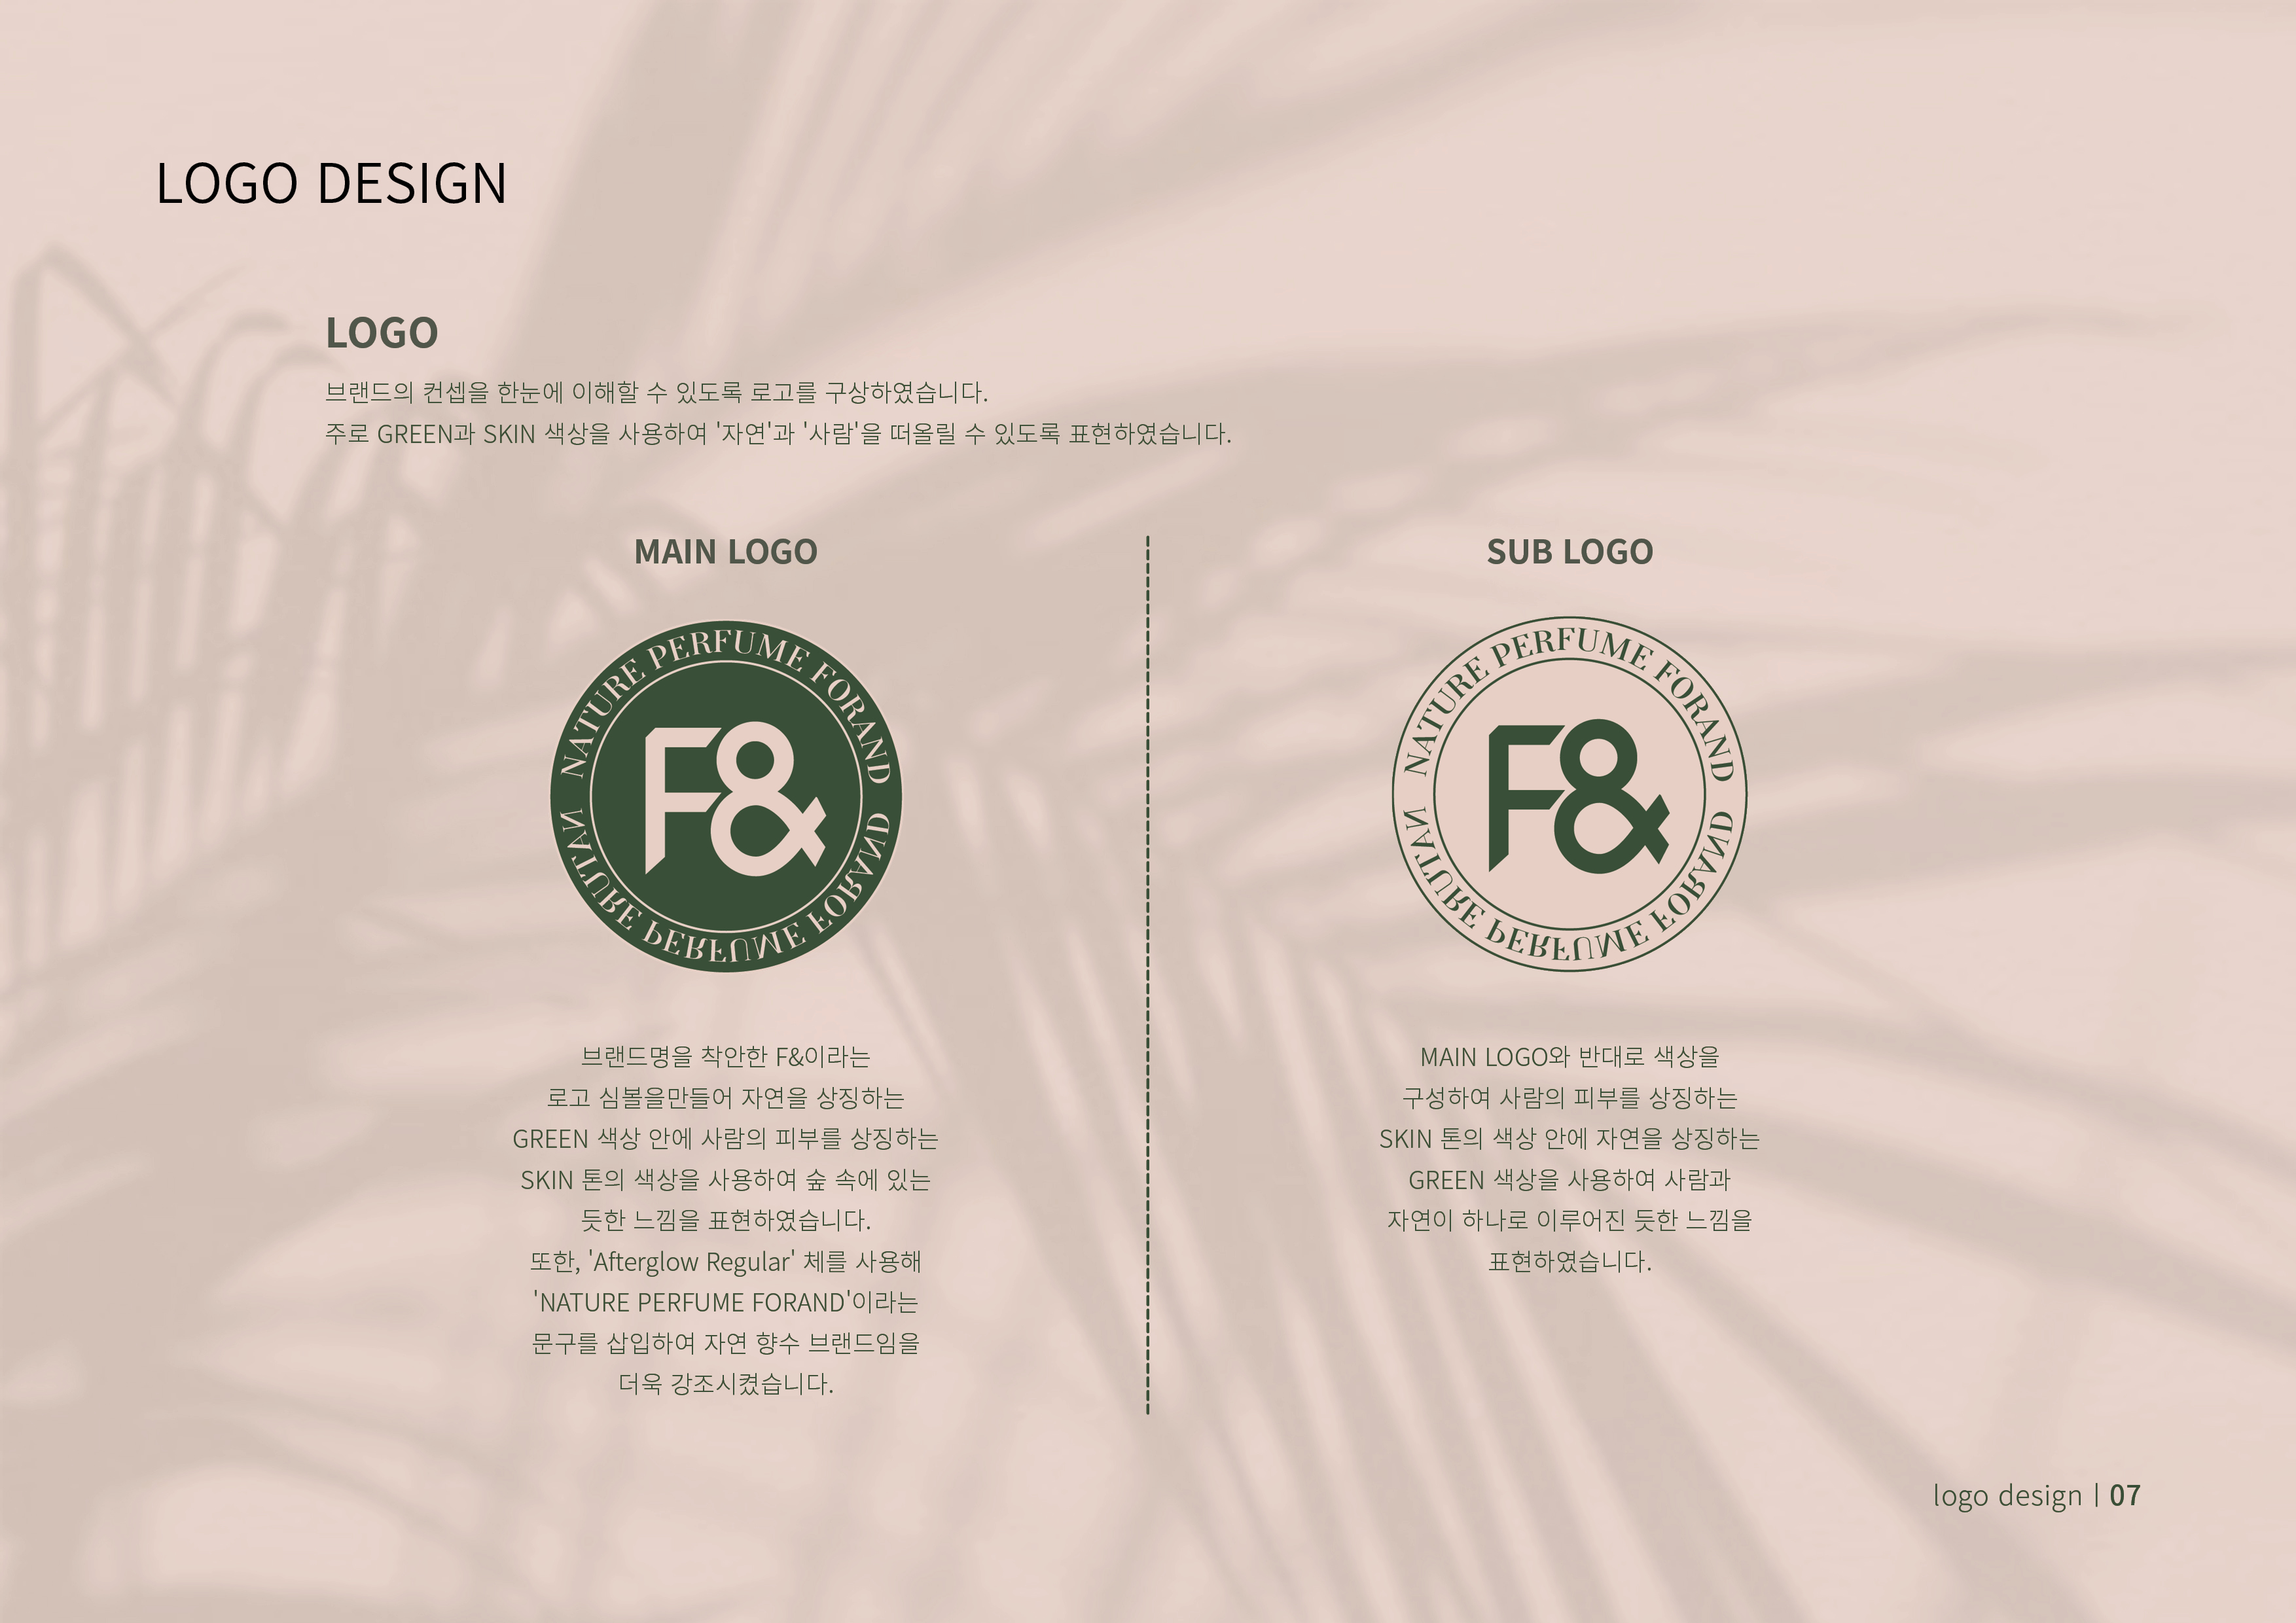 LOGO DESIGN
LOGO
브랜드의 컨셉을 한눈에 이해할 수 있도록 로고를 구상하였습니다.
주로 GREEN과 SKIN 색상을 사용하여 '자연'과 '사람'을 떠올릴 수 있도록 표현하였습니다.
MAIN LOGO
NATURE PERFUME FORAND
F&
NATURE PERFUME FORAND
브랜드명을 착안한 F&이라는
로고 심볼을만들어 자연을 상징하는
GREEN 색상 안에 사람의 피부를 상징하는
SKIN 톤의 색상을 사용하여 숲 속에 있는
듯한 느낌을 표현하였습니다.
또한, 'Afterglow Regular' 체를 사용해
'NATURE PERFUME FORAND'이라는
문구를 삽입하여 자연 향수 브랜드임을
더욱 강조시켰습니다.
SUB LOGO
NATURE PERFUME FORAND
F&
NATURE PERFUME FORAND
MAIN LOGO와 반대로 색상을
구성하여 사람의 피부를 상징하는
SKIN 톤의 색상 안에 자연을 상징하는
GREEN 색상을 사용하여 사람과
자연이 하나로 이루어진 듯한 느낌을
표현하였습니다.
logo design | 07